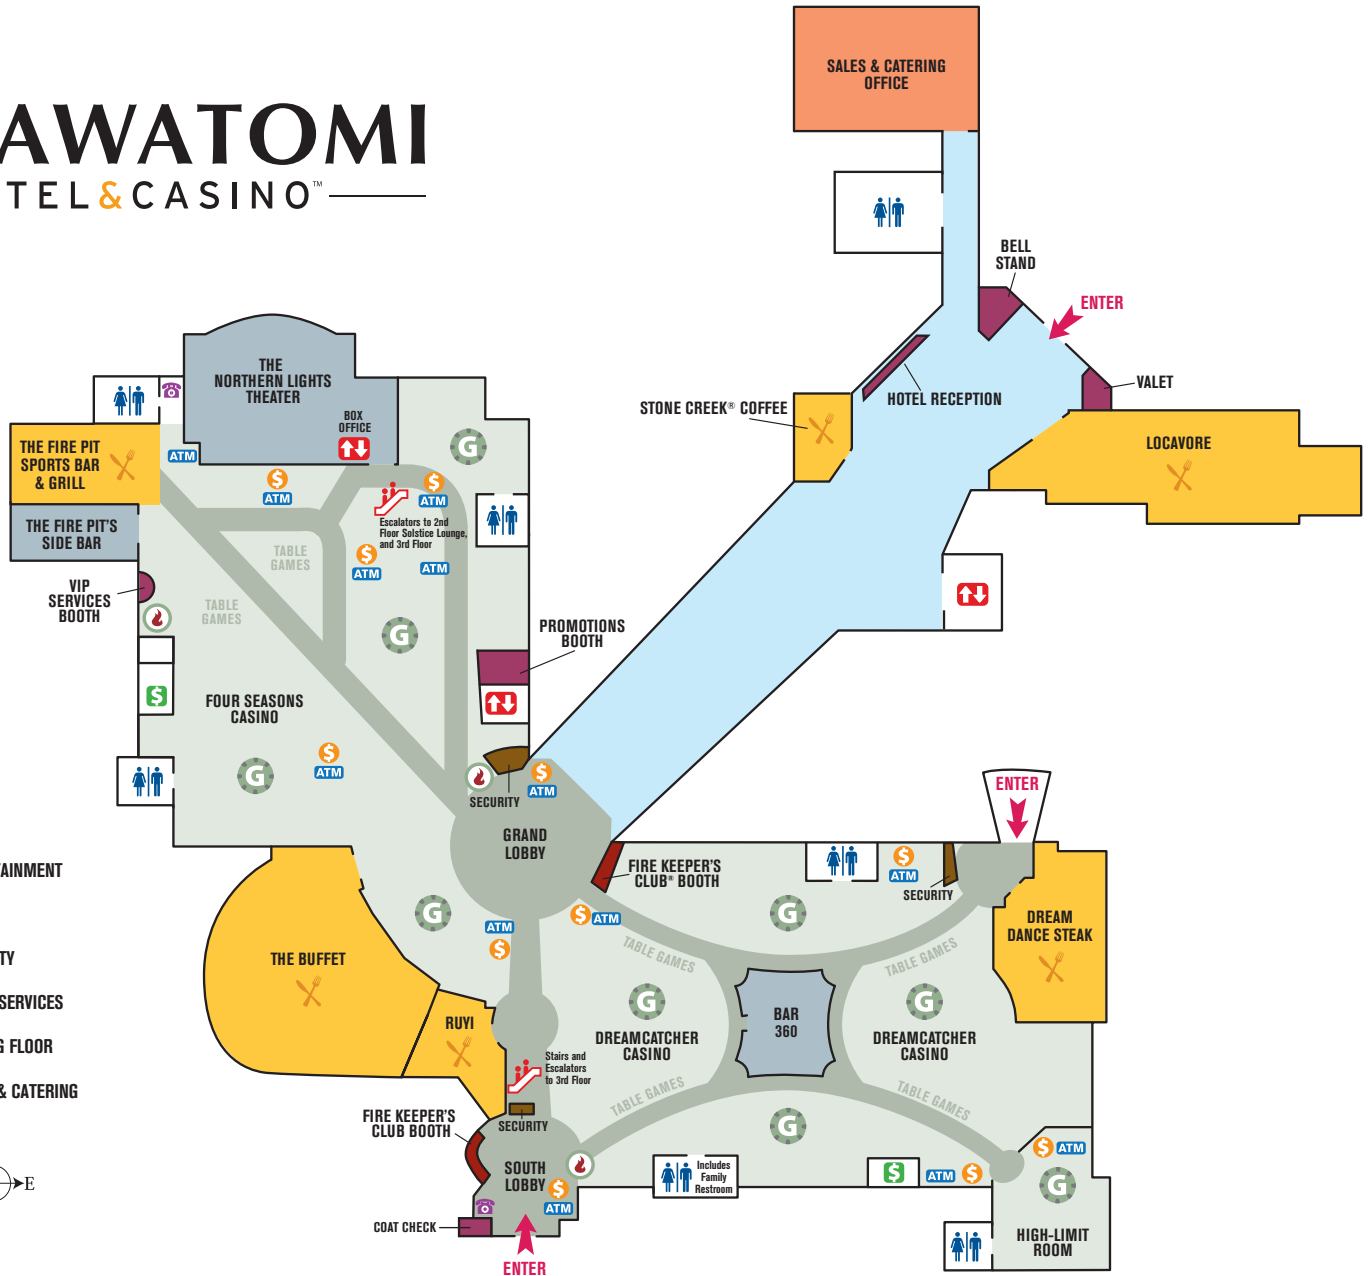 AWATOMI
TEL&CASINO™
SALES & CATERING
OFFICE
BELL
STAND
ENTER
VALET
HOTEL RECEPTION
STONE CREEK® COFFEE
LOCAVORE
THE
NORTHERN LIGHTS
THEATER
BOX
OFFICE
THE FIRE PIT
SPORTS BAR
& GRILL
ATM
$
ATM
$
ATM
G
THE FIRE PIT'S
SIDE BAR
Escalators to 2nd
Floor Solstice Lounge,
and 3rd Floor
TABLE
GAMES
$
ATM
ATM
VIP
SERVICES
BOOTH
TABLE
GAMES
G
PROMOTIONS
BOOTH
$
FOUR SEASONS
CASINO
G
$
ATM
SECURITY
$
ATM
GRAND
LOBBY
ENTER
FIRE KEEPER'S
CLUB® BOOTH
$
ATM
SECURITY
AINMENT
TY
SERVICES
G FLOOR
& CATERING
E
G
ATM
$
$
ATM
G
TABLE GAMES
TABLE GAMES
DREAM
DANCE STEAK
THE BUFFET
RUYI
G
DREAMCATCHER
CASINO
BAR
360
G
DREAMCATCHER
CASINO
Stairs and
Escalators
to 3rd Floor
TABLE GAMES
TABLE GAMES
FIRE KEEPER'S
CLUB BOOTH
SECURITY
G
SOUTH
LOBBY
$
ATM
Includes
Family
Restroom
$
ATM
$
$
ATM
G
COAT CHECK
HIGH-LIMIT
ROOM
ENTER